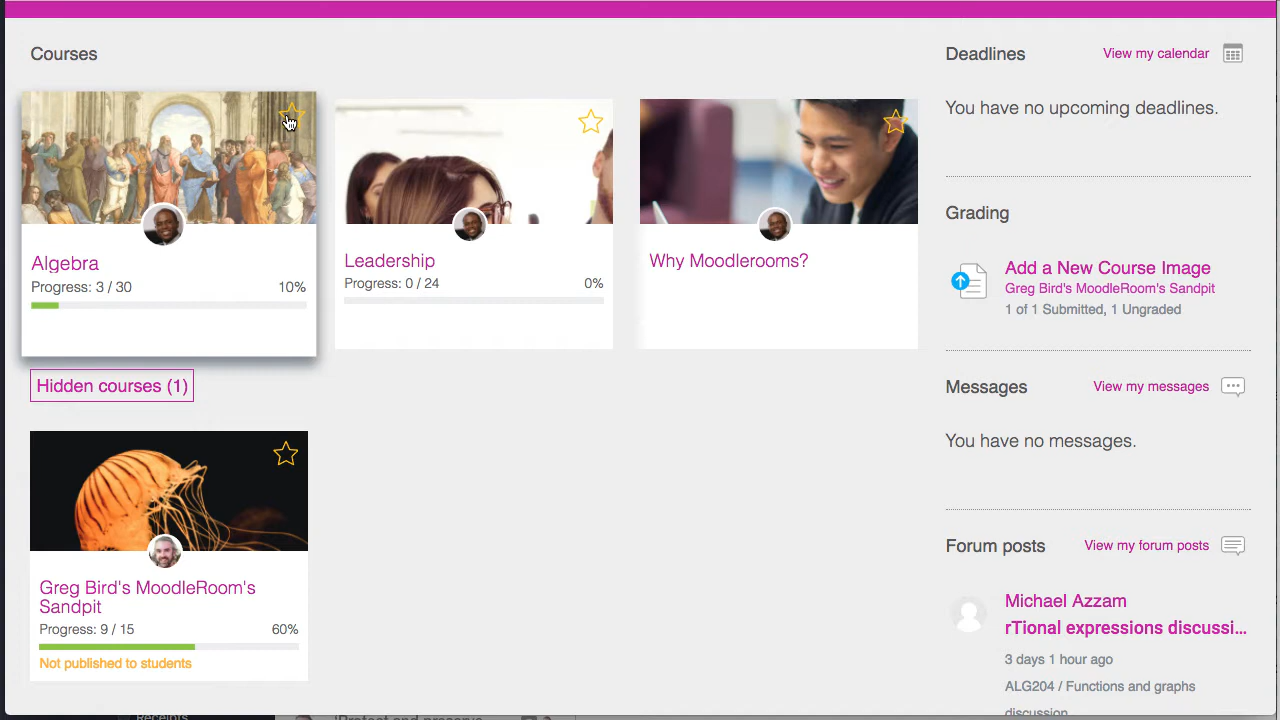 Courses
Algebra
Progress: 3 / 30 10%
Leadership
Progress: 0 / 24 0%
Why Moodlerooms?
Hidden courses (1)
Greg Bird's MoodleRoom's
Sandpit
Progress: 9 / 15 60%
Not published to students
Deadlines View my calendar
You have no upcoming deadlines.
Grading
Add a New Course Image
Greg Bird's MoodleRoom's Sandpit
1 of 1 Submitted, 1 Ungraded
Messages View my messages
You have no messages.
Forum posts View my forum posts
Michael Azzam
rTional expressions discussi...
3 days 1 hour ago
ALG204 / Functions and graphs
discussion
Receipts